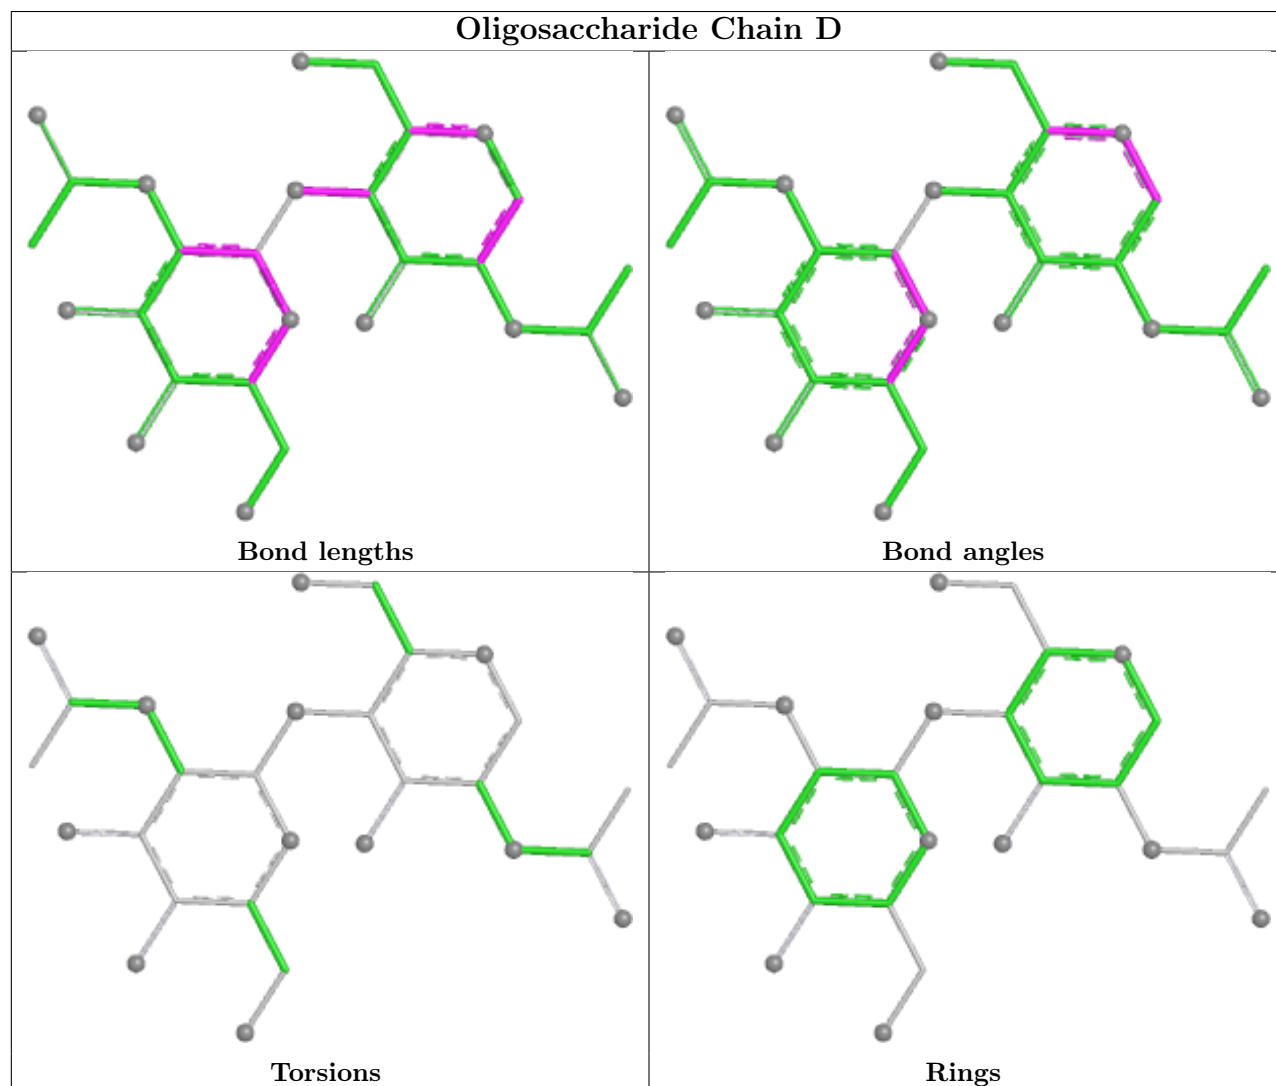 Oligosaccharide Chain D
Bond lengths
Bond angles
Torsions
Rings